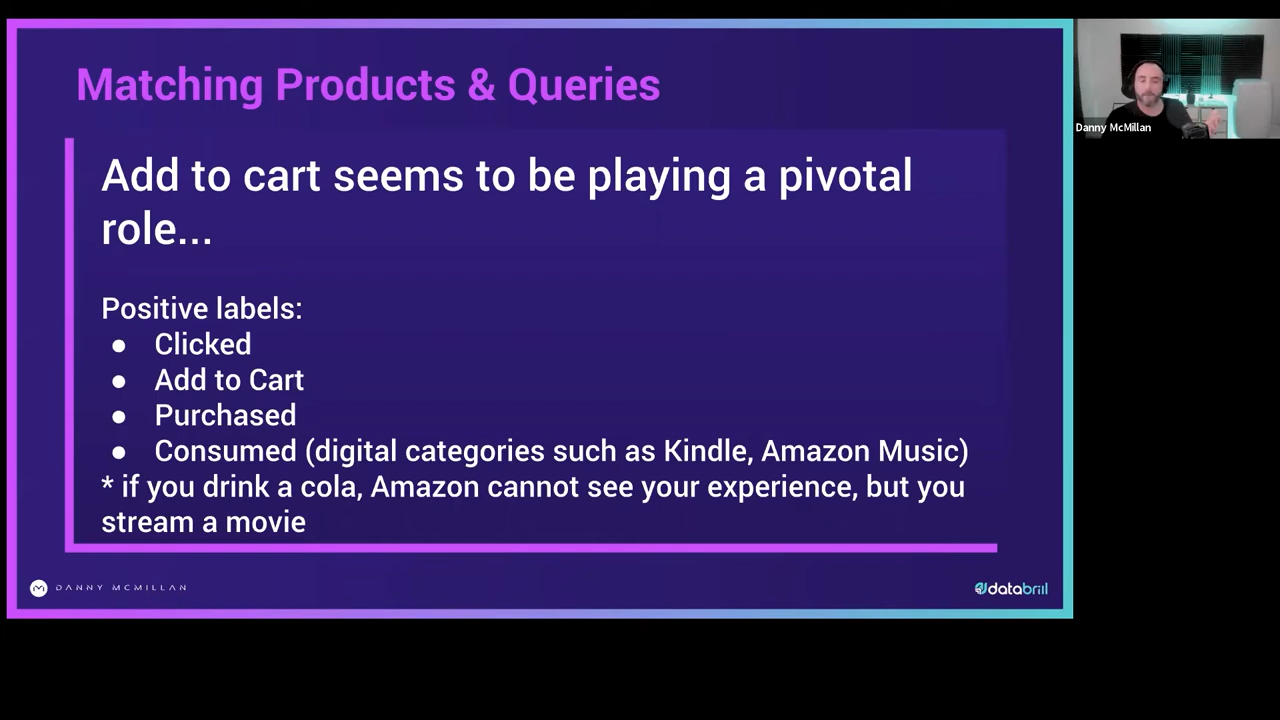 Matching Products & Queries
Add to cart seems to be playing a pivotal
role...
Positive labels:
● Clicked
● Add to Cart
● Purchased
● Consumed (digital categories such as Kindle, Amazon Music)
* if you drink a cola, Amazon cannot see your experience, but you
stream a movie
DANNY MCMILLAN
databrill
Danny McMillan